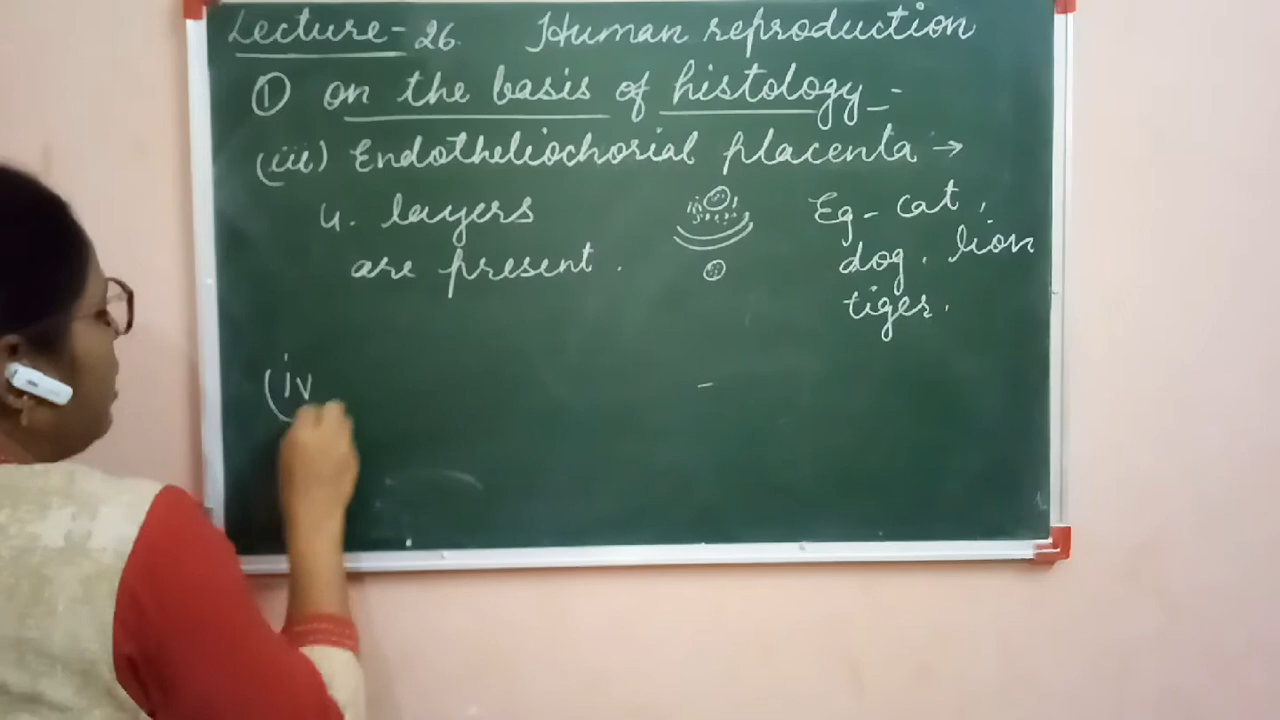 Lecture - 26. Human reproduction
① on the basis of histology -
(iii) Endotheliochorial placenta →
4. layers Eg - cat,
are present. dog. lion
tiger.
(iv